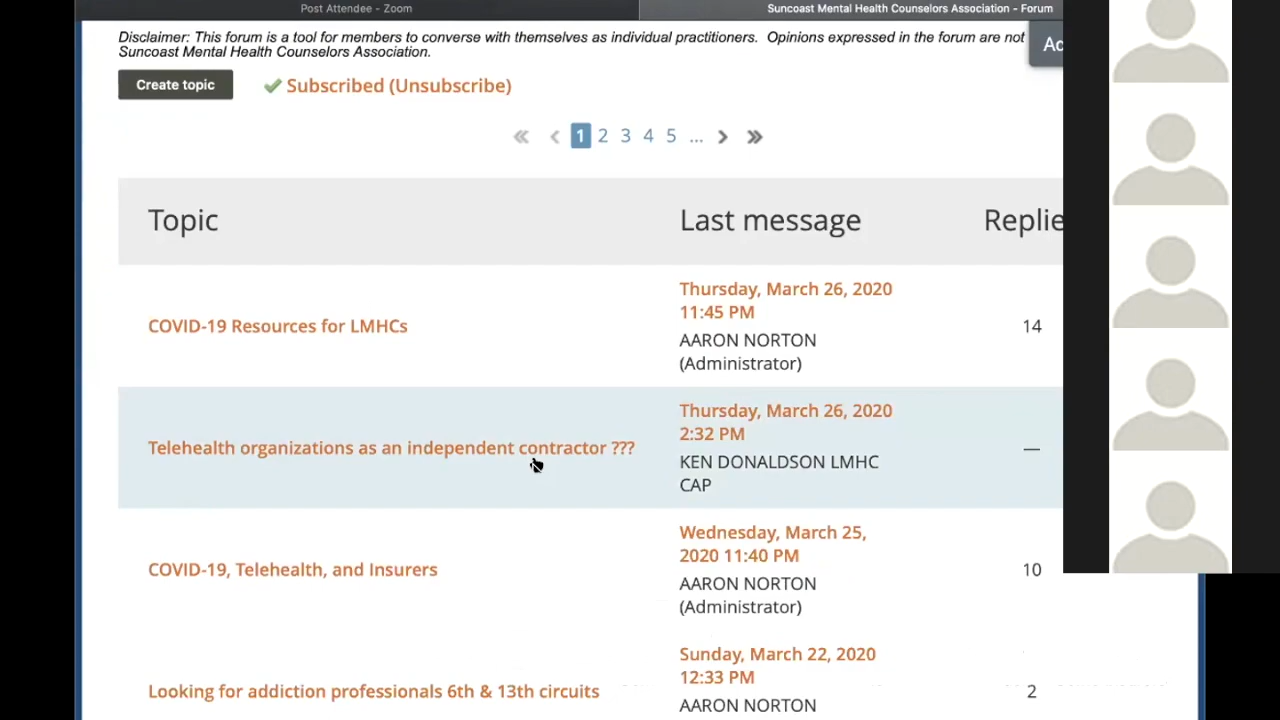 Post Attendee - Zoom
Suncoast Mental Health Counselors Association - Forum
Disclaimer: This forum is a tool for members to converse with themselves as individual practitioners. Opinions expressed in the forum are not
Suncoast Mental Health Counselors Association.
Ac
Create topic
Subscribed (Unsubscribe)
« ‹ 1 2 3 4 5 ... › »
Topic
Last message
Replie
COVID-19 Resources for LMHCs
Thursday, March 26, 2020
11:45 PM
AARON NORTON
(Administrator)
14
Telehealth organizations as an independent contractor ???
Thursday, March 26, 2020
2:32 PM
KEN DONALDSON LMHC
CAP
—
COVID-19, Telehealth, and Insurers
Wednesday, March 25,
2020 11:40 PM
AARON NORTON
(Administrator)
10
Looking for addiction professionals 6th & 13th circuits
Sunday, March 22, 2020
12:33 PM
AARON NORTON
2